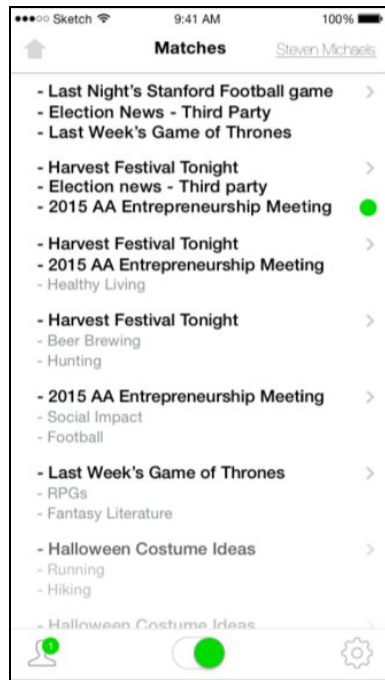 Sketch 9:41 AM 100%
Matches Steven Michaels
- Last Night's Stanford Football game
- Election News - Third Party
- Last Week's Game of Thrones
- Harvest Festival Tonight
- Election news - Third party
- 2015 AA Entrepreneurship Meeting
- Harvest Festival Tonight
- 2015 AA Entrepreneurship Meeting
- Healthy Living
- Harvest Festival Tonight
- Beer Brewing
- Hunting
- 2015 AA Entrepreneurship Meeting
- Social Impact
- Football
- Last Week's Game of Thrones
- RPGs
- Fantasy Literature
- Halloween Costume Ideas
- Running
- Hiking
- Halloween Costume Ideas
1